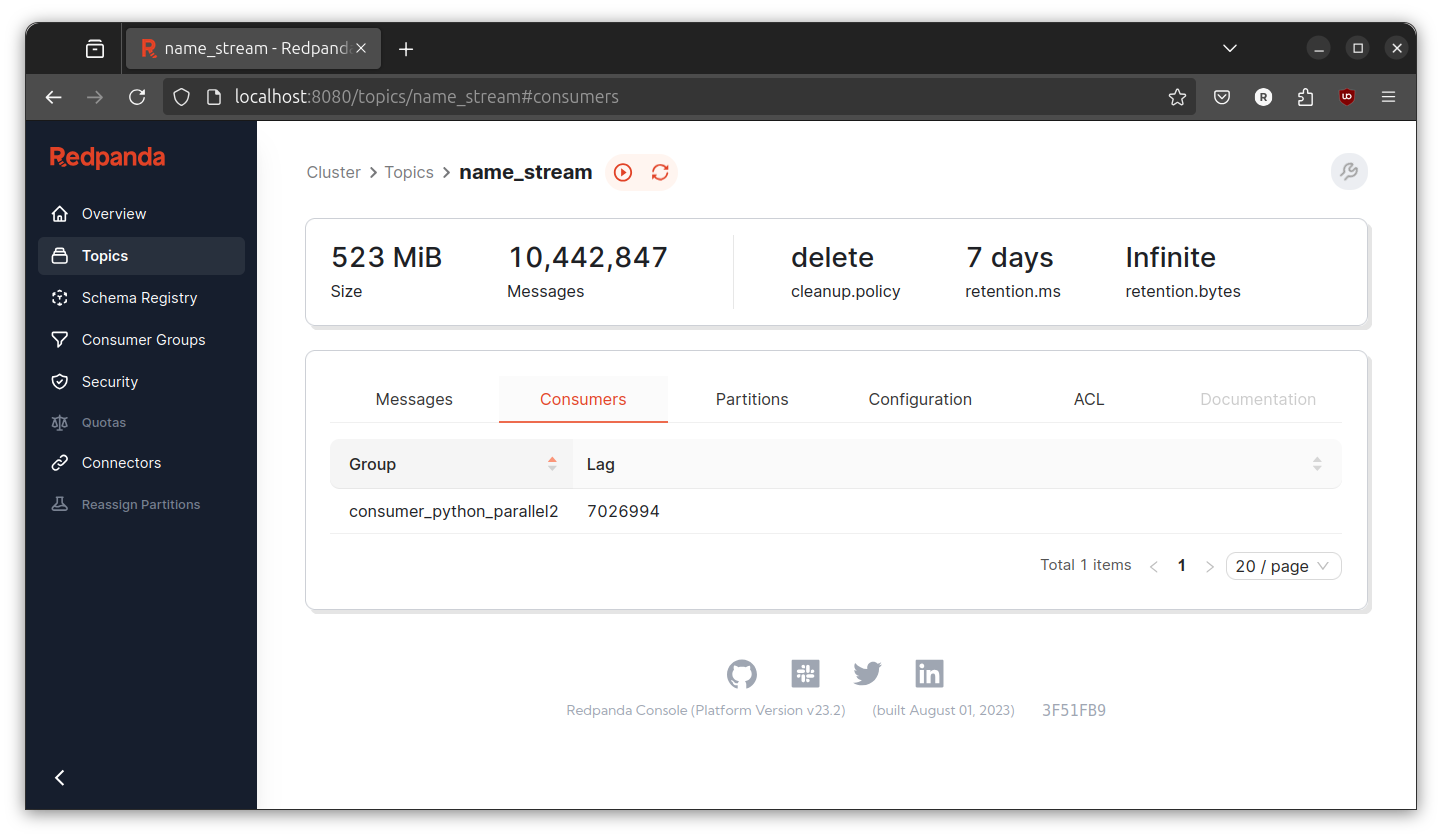 name_stream - Redpanda
localhost:8080/topics/name_stream#consumers
R
Redpanda
Overview
Topics
Schema Registry
Consumer Groups
Security
Quotas
Connectors
Reassign Partitions
Cluster > Topics > name_stream
523 MiB 10,442,847 delete 7 days Infinite
Size Messages cleanup.policy retention.ms retention.bytes
Messages Consumers Partitions Configuration ACL Documentation
Group Lag
consumer_python_parallel2 7026994
Total 1 items < 1 > 20 / page
in
Redpanda Console (Platform Version v23.2) (built August 01, 2023) 3F51FB9